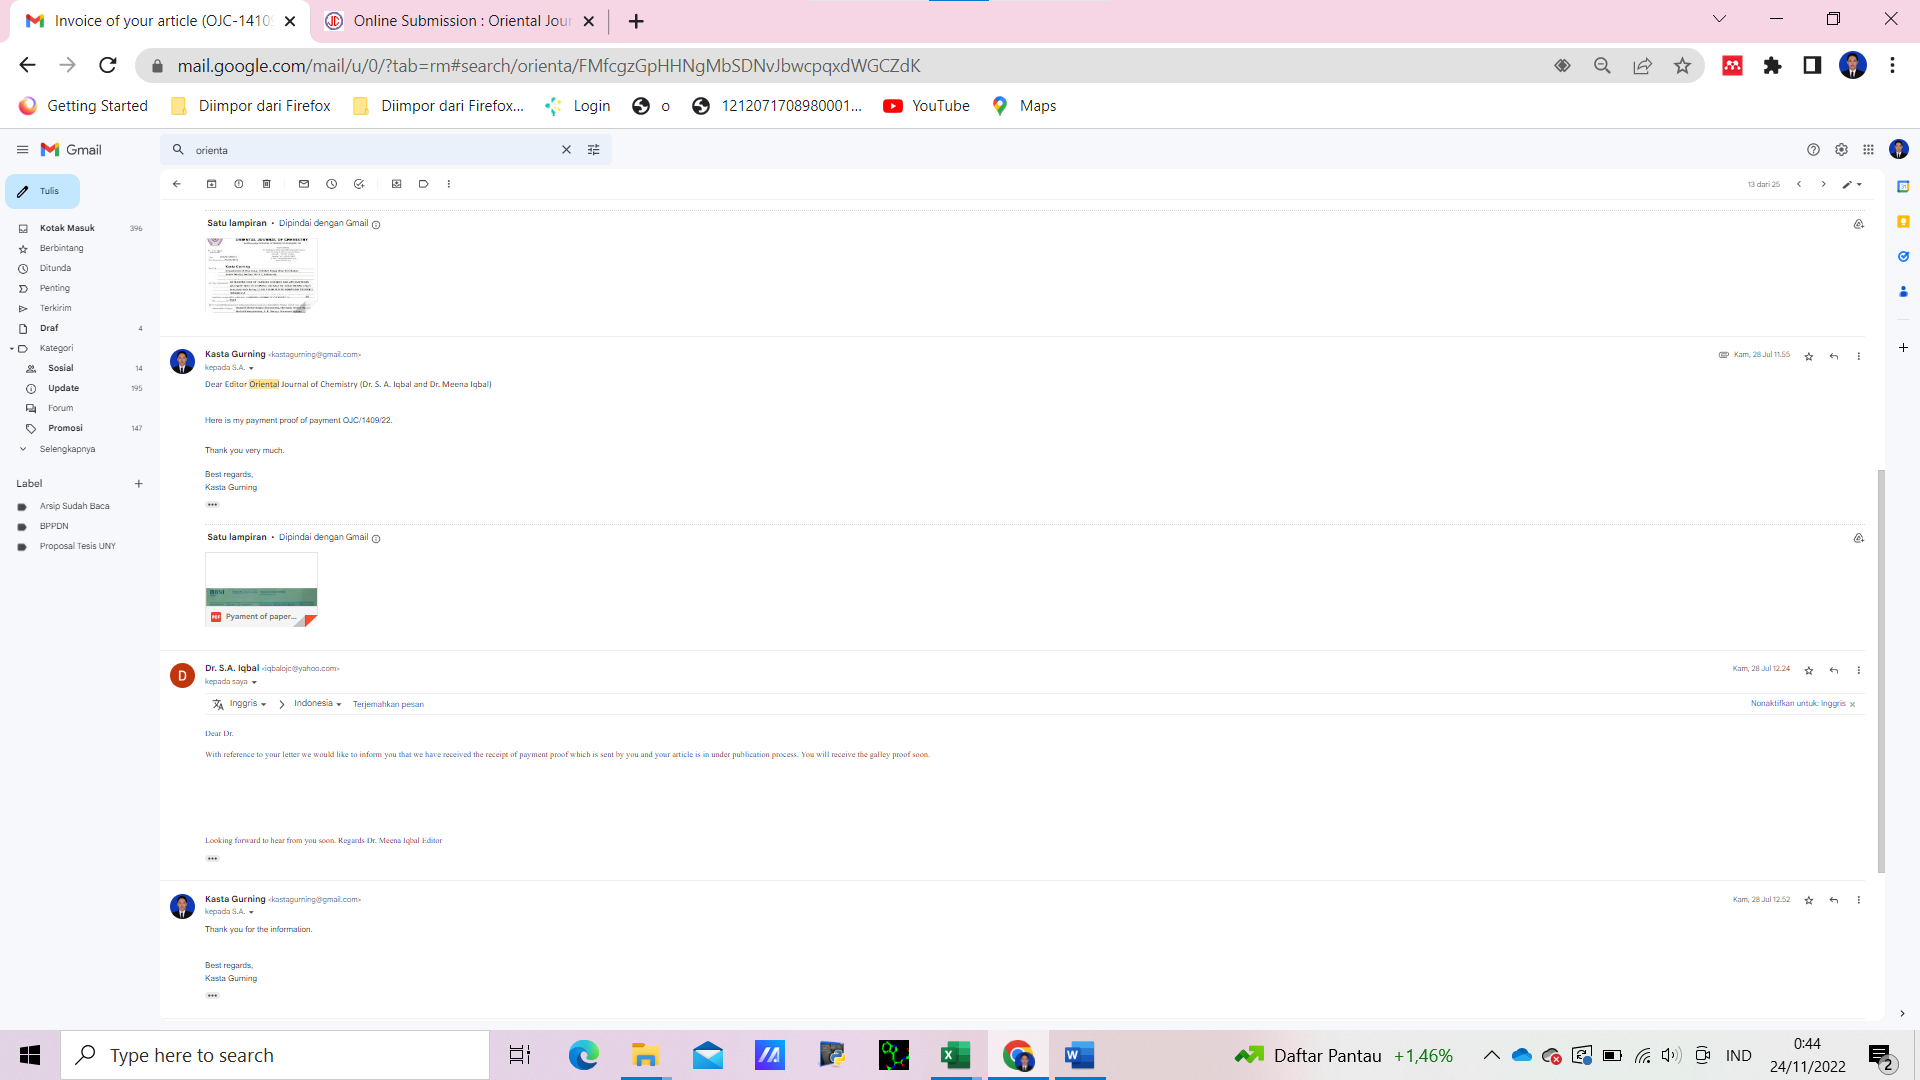 Invoice of your article (OJC-1410
Online Submission : Oriental Jour
mail.google.com/mail/u/0/?tab=rm#search/orienta/FMfcgzGpHHNgMbSDNvJbwcpqxdWGCZdK
Getting Started
Diimpor dari Firefox
Diimpor dari Firefox...
Login
o
1212071708980001...
YouTube
Maps
Gmail
orienta
Tulis
13 dari 25
Kotak Masuk 396
Berbintang
Ditunda
Penting
Terkirim
Draf 4
Kategori
Sosial 14
Update 195
Forum
Promosi 147
Selengkapnya
Label
Arsip Sudah Baca
BPPDN
Proposal Tesis UNY
Satu lampiran • Dipindai dengan Gmail
ORIENTAL JOURNAL OF CHEMISTRY
Kasta Gurning <kastagurning@gmail.com>
Kam, 28 Jul 11.55
kepada S.A.
Dear Editor Oriental Journal of Chemistry (Dr. S. A. Iqbal and Dr. Meena Iqbal)
Here is my payment proof of payment OJC/1409/22.
Thank you very much.
Best regards,
Kasta Gurning
Satu lampiran • Dipindai dengan Gmail
PDF Pyament of paper...
D
Dr. S.A. Iqbal <iqbalojc@yahoo.com>
Kam, 28 Jul 12.24
kepada saya
Inggris > Indonesia Terjemahkan pesan
Nonaktifkan untuk: Inggris x
Dear Dr.
With reference to your letter we would like to inform you that we have received the receipt of payment proof which is sent by you and your article is in under publication process. You will receive the galley proof soon.
Looking forward to hear from you soon. Regards Dr. Meena Iqbal Editor
Kasta Gurning <kastagurning@gmail.com>
Kam, 28 Jul 12.52
kepada S.A.
Thank you for the information.
Best regards,
Kasta Gurning
Type here to search
Daftar Pantau +1,46%
IND
0:44
24/11/2022
2